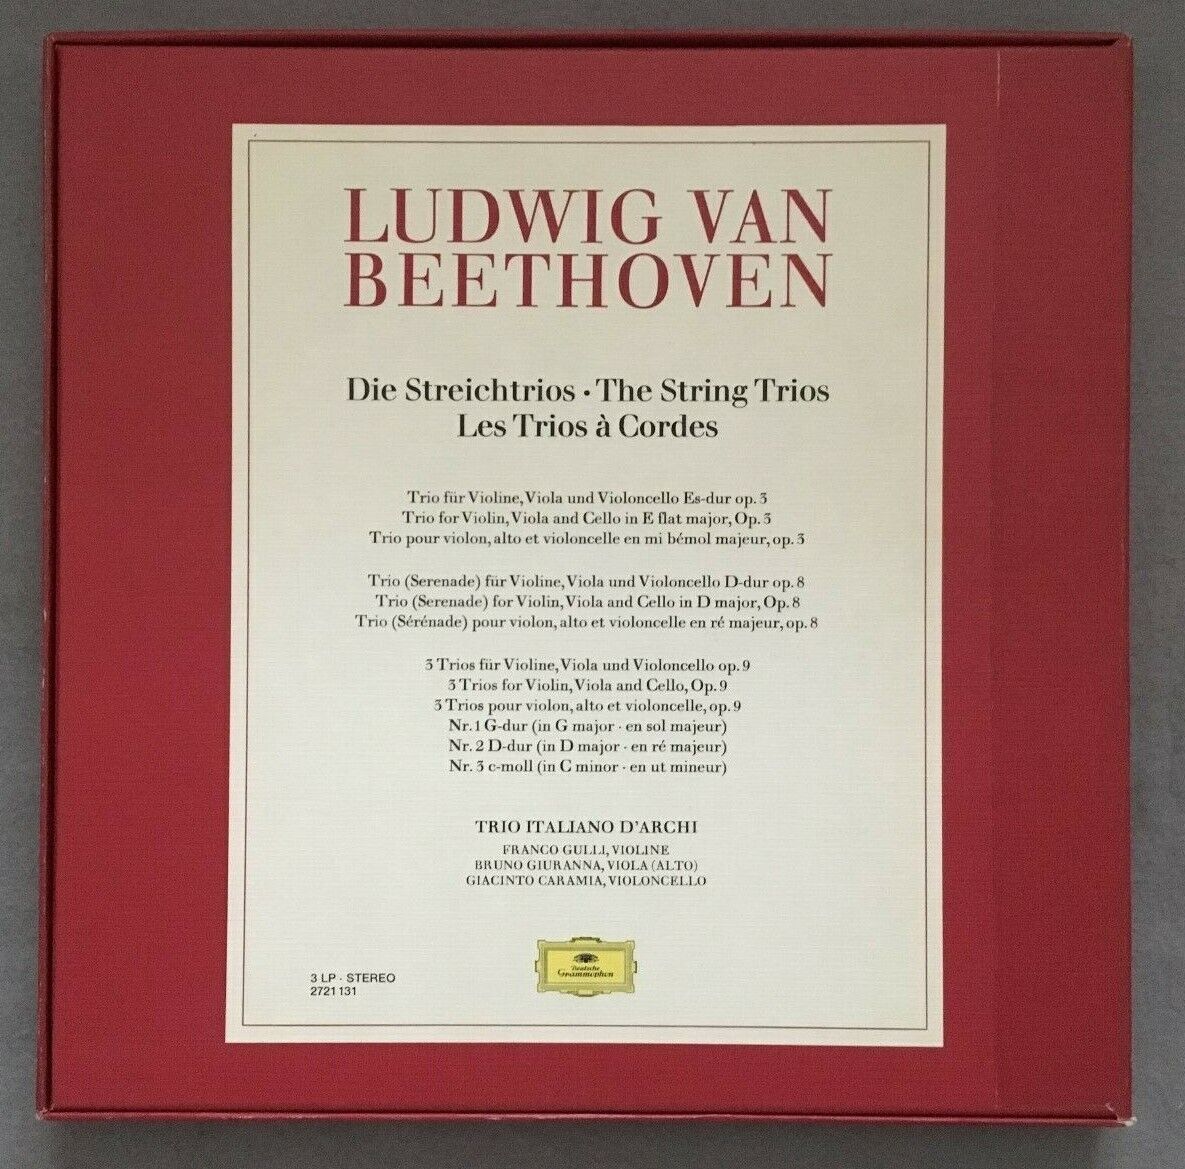 LUDWIG VAN
BEETHOVEN
Die Streichtrios · The String Trios
Les Trios à Cordes
Trio für Violine, Viola und Violoncello Es-dur op. 3
Trio for Violin, Viola and Cello in E flat major, Op. 3
Trio pour violon, alto et violoncelle en mi bémol majeur, op. 3
Trio (Serenade) für Violine, Viola und Violoncello D-dur op. 8
Trio (Serenade) for Violin, Viola and Cello in D major, Op. 8
Trio (Sérénade) pour violon, alto et violoncelle en ré majeur, op. 8
3 Trios für Violine, Viola und Violoncello op. 9
3 Trios for Violin, Viola and Cello, Op. 9
3 Trios pour violon, alto et violoncelle, op. 9
Nr. 1 G-dur (in G major · en sol majeur)
Nr. 2 D-dur (in D major · en ré majeur)
Nr. 3 c-moll (in C minor · en ut mineur)
TRIO ITALIANO D'ARCHI
FRANCO GULLI, VIOLINE
BRUNO GIURANNA, VIOLA (ALTO)
GIACINTO CARAMIA, VIOLONCELLO
3 LP · STEREO
2721 131
Deutsche
Grammophon